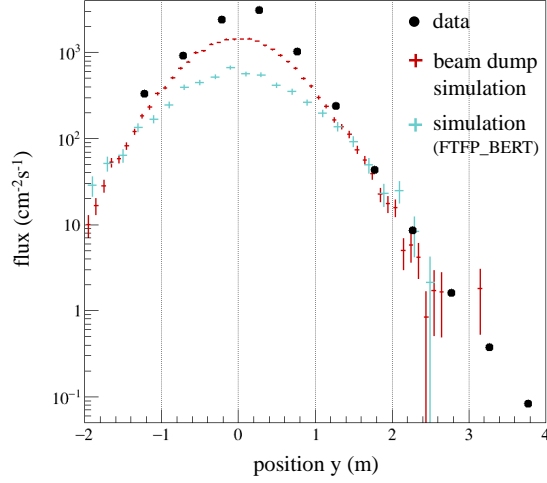 flux (cm-2s-1)
10³
10²
10
1
10⁻¹
data
beam dump
simulation
simulation
(FTFP_BERT)
−2 −1 0 1 2 3 4
position y (m)